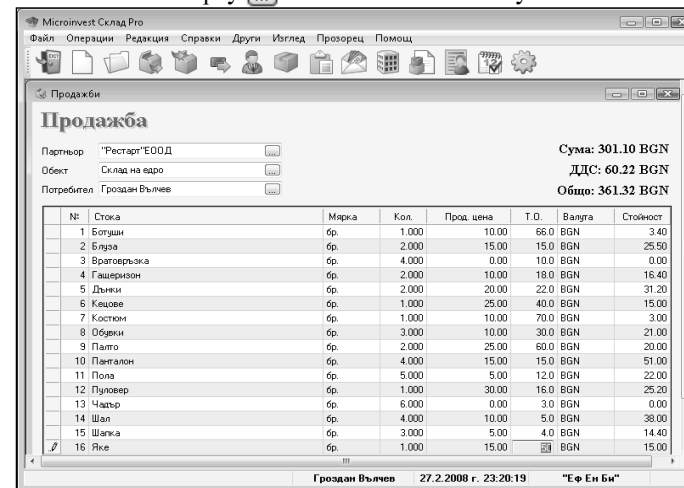 Microinvest Склад Pro
Файл Операции Редакция Справки Други Изглед Прозорец Помощ
Продажби
Продажба
Партньор "Рестарт"ЕООД ...
Обект Склад на едро ...
Потребител Гроздан Вълчев ...
Сума: 301.10 BGN
ДДС: 60.22 BGN
Общо: 361.32 BGN
№ Стока Мярка Кол. Прод. цена Т.О. Валута Стойност
1 Ботуши бр. 1.000 10.00 66.0 BGN 3.40
2 Блуза бр. 2.000 15.00 15.0 BGN 25.50
3 Вратовръзка бр. 4.000 0.00 10.0 BGN 0.00
4 Гащеризон бр. 2.000 10.00 18.0 BGN 16.40
5 Дънки бр. 2.000 20.00 22.0 BGN 31.20
6 Кецове бр. 1.000 25.00 40.0 BGN 15.00
7 Костюм бр. 1.000 10.00 70.0 BGN 3.00
8 Обувки бр. 3.000 10.00 30.0 BGN 21.00
9 Палто бр. 2.000 25.00 60.0 BGN 20.00
10 Панталон бр. 4.000 15.00 15.0 BGN 51.00
11 Пола бр. 5.000 5.00 12.0 BGN 22.00
12 Пуловер бр. 1.000 30.00 16.0 BGN 25.20
13 Чадър бр. 6.000 0.00 3.0 BGN 0.00
14 Шал бр. 4.000 10.00 5.0 BGN 38.00
15 Шапка бр. 3.000 5.00 4.0 BGN 14.40
16 Яке бр. 1.000 15.00 BGN 15.00
Гроздан Вълчев 27.2.2008 г. 23:20:19 "Еф Ен Би"